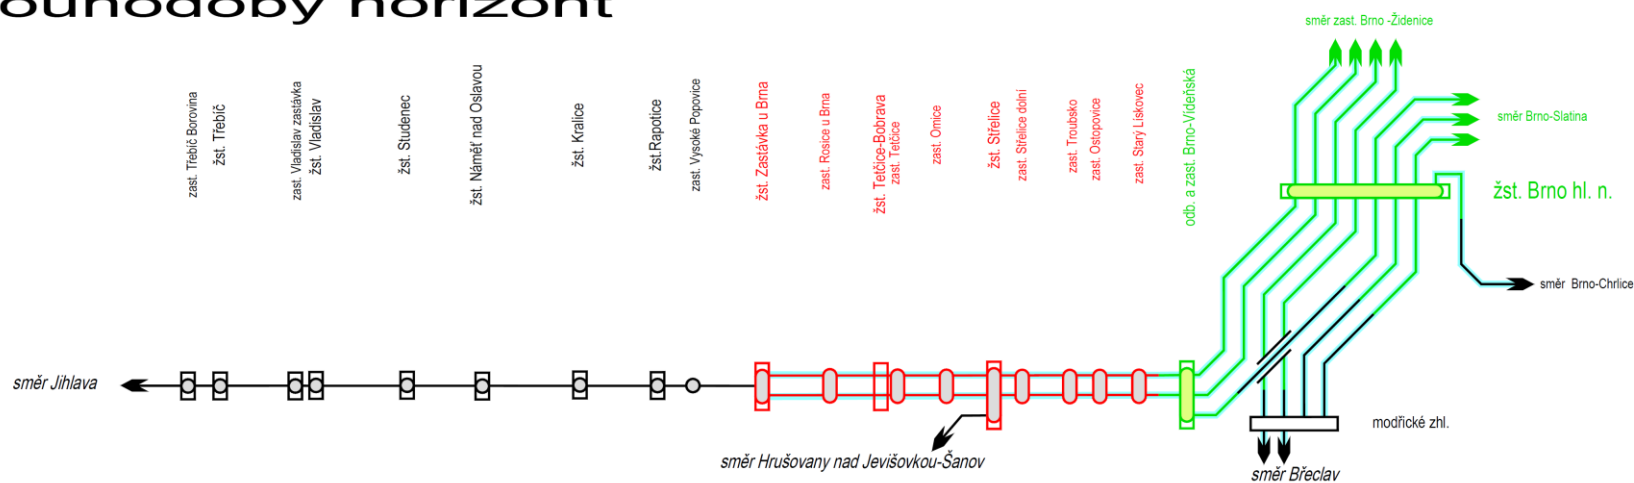 ouhodobý horizont
směr zast. Brno -Židenice
směr Brno-Slatina
žst. Brno hl. n.
směr Brno-Chrlice
zast. Třebíč Borovina
žst. Třebíč
zast. Vladislav zastávka
žst. Vladislav
žst. Studenec
žst. Náměšť nad Oslavou
žst. Kralice
žst.Rapotice
zast. Vysoké Popovice
žst. Zastávka u Brna
zast. Rosice u Brna
žst. Tetčice-Bobrava
zast. Tetčice
zast. Omice
žst. Střelice
zast. Střelice dolní
zast. Troubsko
zast. Ostopovice
zast. Starý Lískovec
odb. a zast. Brno-Vídeňská
směr Jihlava
směr Hrušovany nad Jevišovkou-Šanov
modřické zhl.
směr Břeclav